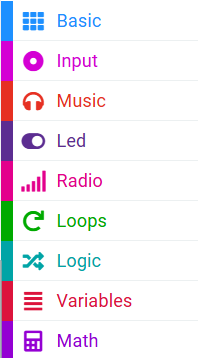 Basic
Input
Music
Led
Radio
Loops
Logic
Variables
Math